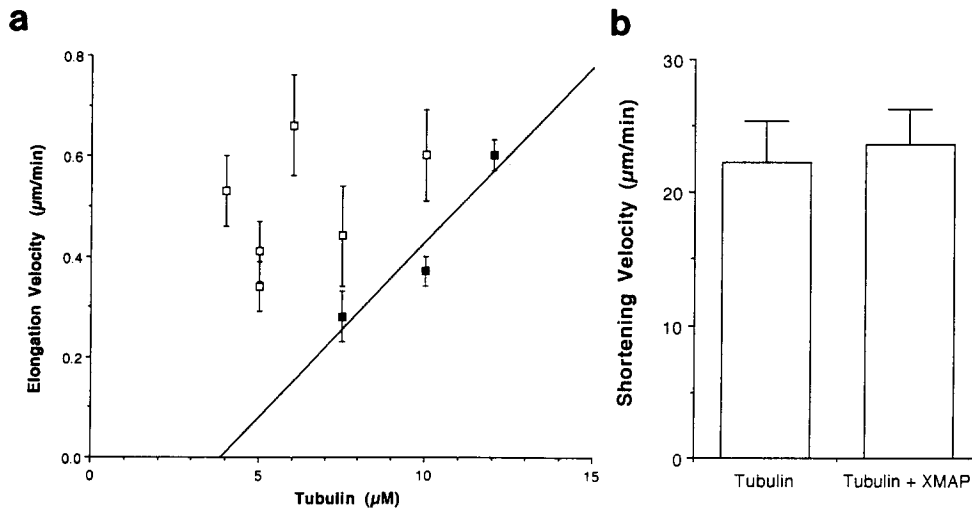 a
0.8
0.6
0.4
0.2
0.0
Elongation Velocity (µm/min)
0
5
10
15
Tubulin (µM)
b
30
20
10
0
Shortening Velocity (µm/min)
Tubulin
Tubulin + XMAP